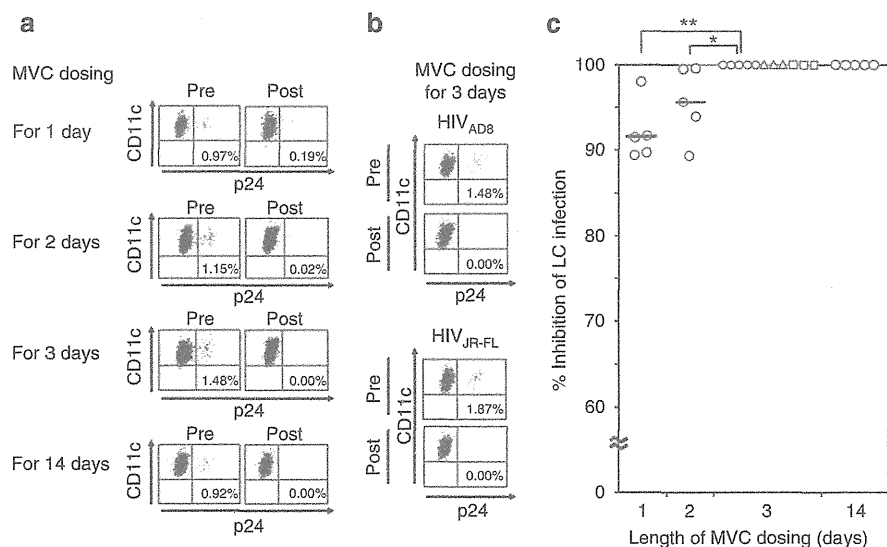 a
MVC dosing
Pre Post
For 1 day
CD11c
0.97% 0.19%
p24
For 2 days
CD11c
1.15% 0.02%
p24
Pre Post
For 3 days
CD11c
1.48% 0.00%
p24
For 14 days
CD11c
0.92% 0.00%
p24
b
MVC dosing
for 3 days
HIVAD8
Pre
CD11c
1.48%
Post
0.00%
p24
HIVJR-FL
Pre
CD11c
1.87%
Post
0.00%
p24
c
**
*
% Inhibition of LC infection
100
90
80
70
60
0
1 2 3 14
Length of MVC dosing (days)